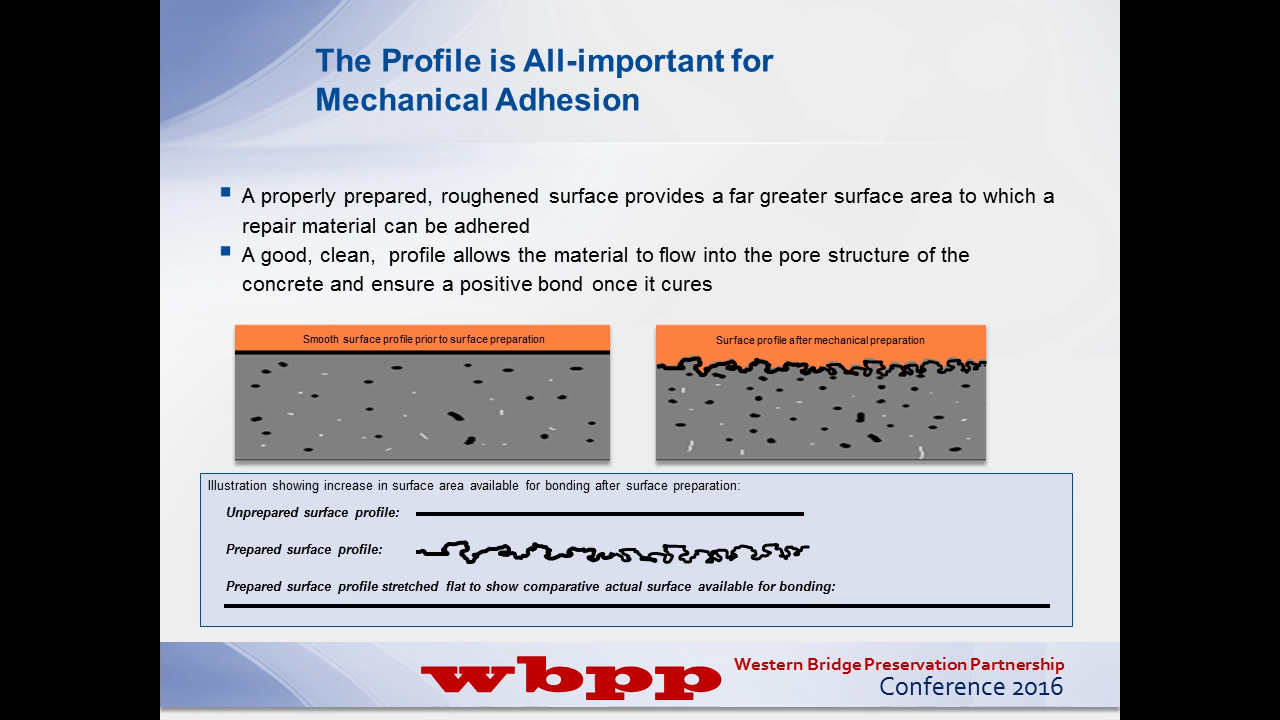 The Profile is All-important for
Mechanical Adhesion
A properly prepared, roughened surface provides a far greater surface area to which a
repair material can be adhered
A good, clean, profile allows the material to flow into the pore structure of the
concrete and ensure a positive bond once it cures
Smooth surface profile prior to surface preparation
Surface profile after mechanical preparation
Illustration showing increase in surface area available for bonding after surface preparation:
Unprepared surface profile:
Prepared surface profile:
Prepared surface profile stretched flat to show comparative actual surface available for bonding:
wbpp
Western Bridge Preservation Partnership
Conference 2016